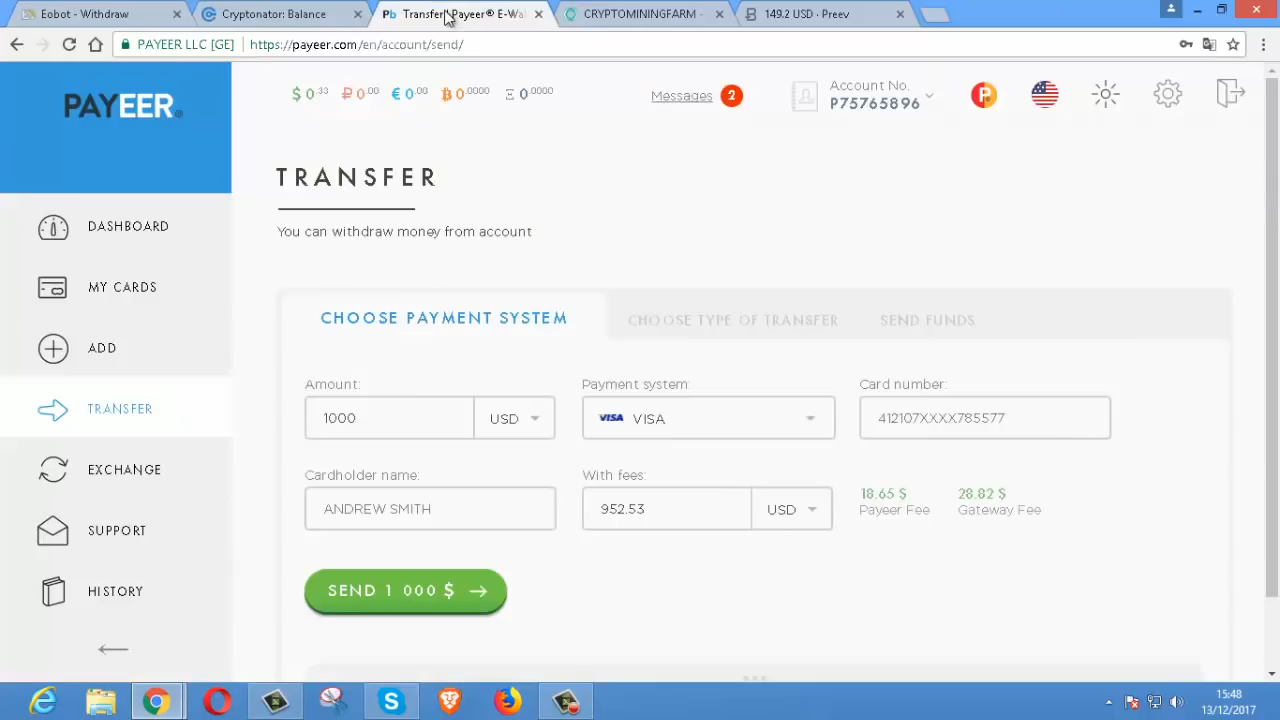 Eobot - Withdraw
Cryptonator: Balance
Transfer | Payeer® E-Wal
CRYPTOMININGFARM -
149.2 USD - Preev
PAYEER LLC [GE]
https://payeer.com/en/account/send/
PAYEER®
$ 0.33
₽ 0.00
€ 0.00
0.0000
0.0000
Messages 2
Account No.
P75765896
TRANSFER
You can withdraw money from account
DASHBOARD
MY CARDS
ADD
TRANSFER
EXCHANGE
SUPPORT
HISTORY
CHOOSE PAYMENT SYSTEM
CHOOSE TYPE OF TRANSFER
SEND FUNDS
Amount:
Payment system:
Card number:
1000
USD
VISA VISA
412107XXXX785577
Cardholder name:
With fees:
ANDREW SMITH
952.53
USD
18.65 $
Payeer Fee
28.82 $
Gateway Fee
SEND 1 000 $
15:48
13/12/2017